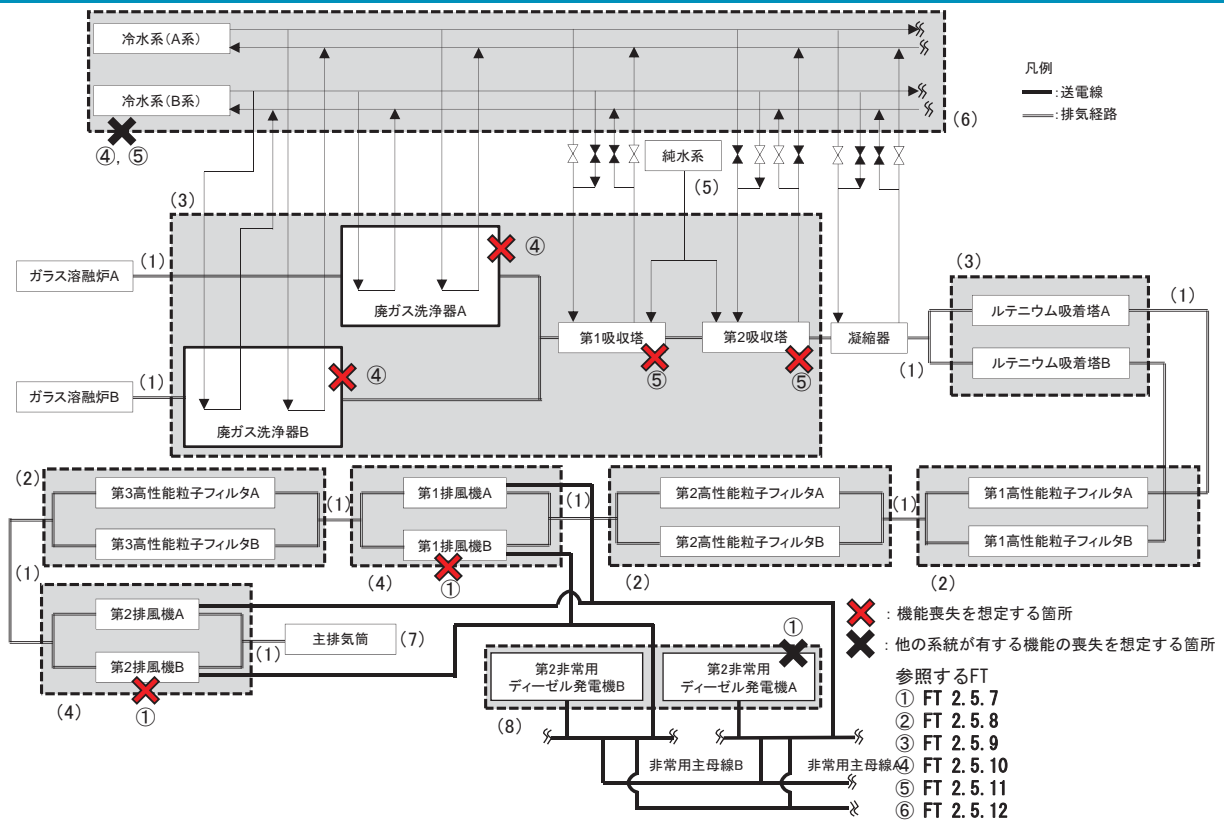 冷水系(A系)
冷水系(B系)
④, ⑤
(6)
凡例
:送電線
:排気経路
純水系
(5)
(3)
④
ガラス溶融炉A
(1)
廃ガス洗浄器A
④
ガラス溶融炉B
(1)
廃ガス洗浄器B
第1吸収塔
⑤
第2吸収塔
⑤
凝縮器
(1)
(3)
ルテニウム吸着塔A
ルテニウム吸着塔B
(1)
(2)
第3高性能粒子フィルタA
第3高性能粒子フィルタB
(1)
第1排風機A
第1排風機B
①
(4)
(1)
第2高性能粒子フィルタA
第2高性能粒子フィルタB
(2)
(1)
第1高性能粒子フィルタA
第1高性能粒子フィルタB
(2)
(1)
第2排風機A
第2排風機B
①
(4)
(1)
主排気筒
(7)
第2非常用
ディーゼル発電機B
第2非常用
ディーゼル発電機A
①
(8)
非常用主母線B
非常用主母線A
: 機能喪失を想定する箇所
: 他の系統が有する機能の喪失を想定する箇所
参照するFT
① FT 2.5.7
② FT 2.5.8
③ FT 2.5.9
④ FT 2.5.10
⑤ FT 2.5.11
⑥ FT 2.5.12